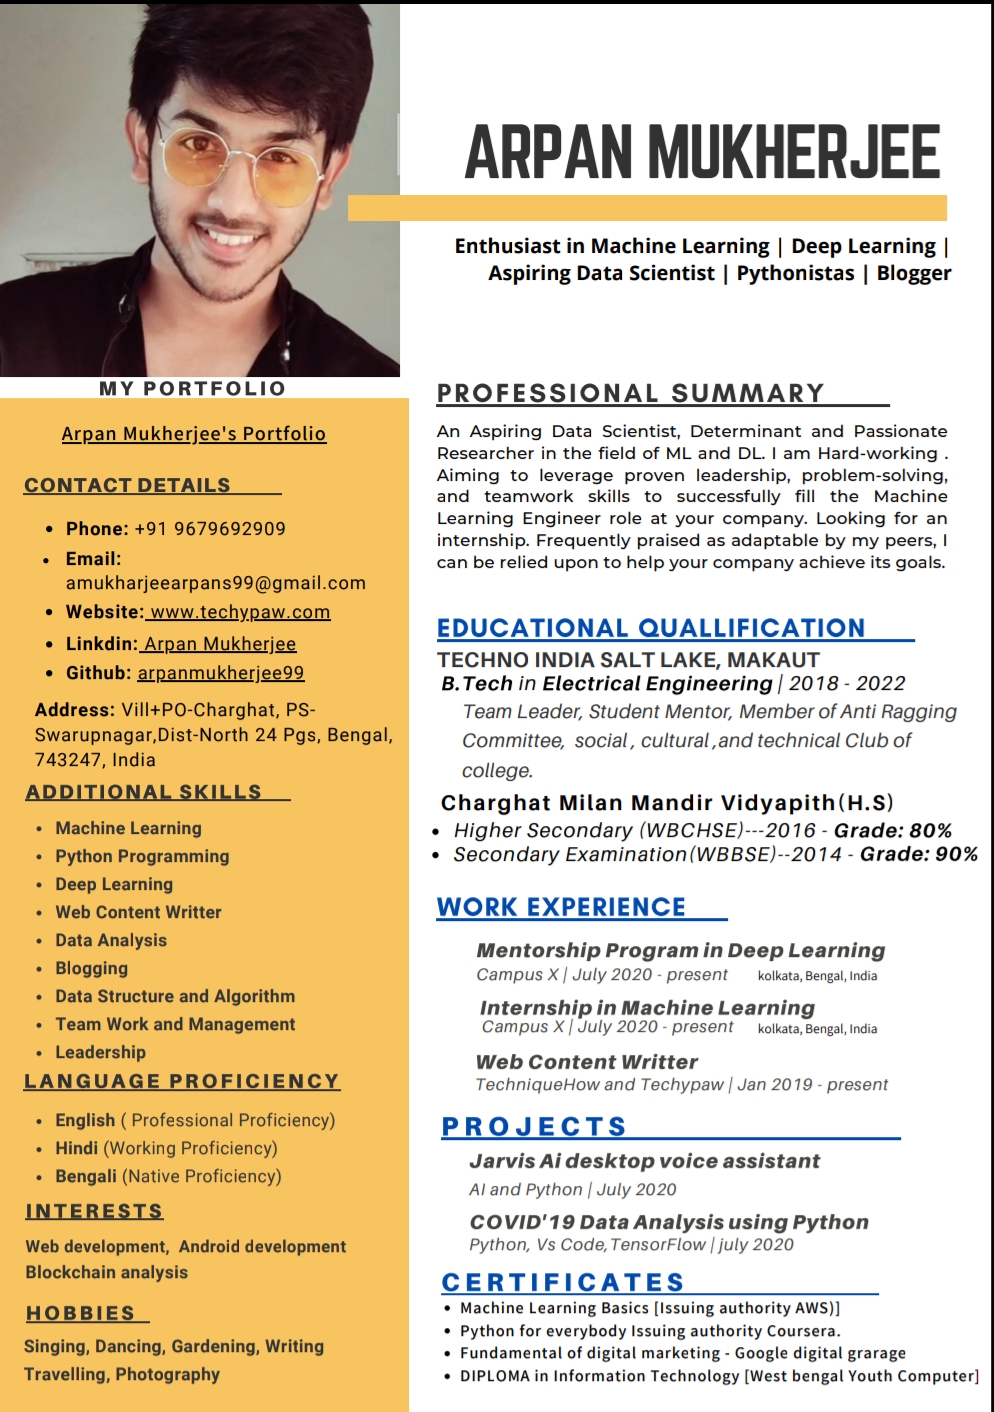 ARPAN MUKHERJEE
Enthusiast in Machine Learning | Deep Learning |
Aspiring Data Scientist | Pythonistas | Blogger
MY PORTFOLIO
Arpan Mukherjee's Portfolio
CONTACT DETAILS
• Phone: +91 9679692909
• Email:
amukharjeearpans99@gmail.com
• Website: www.techypaw.com
• Linkdin: Arpan Mukherjee
• Github: arpanmukherjee99
Address: Vill+PO-Charghat, PS-
Swarupnagar,Dist-North 24 Pgs, Bengal,
743247, India
ADDITIONAL SKILLS
• Machine Learning
• Python Programming
• Deep Learning
• Web Content Writter
• Data Analysis
• Blogging
• Data Structure and Algorithm
• Team Work and Management
• Leadership
LANGUAGE PROFICIENCY
• English ( Professional Proficiency)
• Hindi (Working Proficiency)
• Bengali (Native Proficiency)
INTERESTS
Web development, Android development
Blockchain analysis
HOBBIES
Singing, Dancing, Gardening, Writing
Travelling, Photography
PROFESSIONAL SUMMARY
An Aspiring Data Scientist, Determinant and Passionate
Researcher in the field of ML and DL. I am Hard-working .
Aiming to leverage proven leadership, problem-solving,
and teamwork skills to successfully fill the Machine
Learning Engineer role at your company. Looking for an
internship. Frequently praised as adaptable by my peers, I
can be relied upon to help your company achieve its goals.
EDUCATIONAL QUALLIFICATION
TECHNO INDIA SALT LAKE, MAKAUT
B.Tech in Electrical Engineering | 2018 - 2022
Team Leader, Student Mentor, Member of Anti Ragging
Committee, social , cultural ,and technical Club of
college.
Charghat Milan Mandir Vidyapith(H.S)
• Higher Secondary (WBCHSE)---2016 - Grade: 80%
• Secondary Examination(WBBSE)--2014 - Grade: 90%
WORK EXPERIENCE
Mentorship Program in Deep Learning
Campus X | July 2020 - present kolkata, Bengal, India
Internship in Machine Learning
Campus X | July 2020 - present kolkata, Bengal, India
Web Content Writter
TechniqueHow and Techypaw | Jan 2019 - present
PROJECTS
Jarvis Ai desktop voice assistant
AI and Python | July 2020
COVID'19 Data Analysis using Python
Python, Vs Code,TensorFlow | july 2020
CERTIFICATES
• Machine Learning Basics [Issuing authority AWS)]
• Python for everybody Issuing authority Coursera.
• Fundamental of digital marketing - Google digital grarage
• DIPLOMA in Information Technology [West bengal Youth Computer]